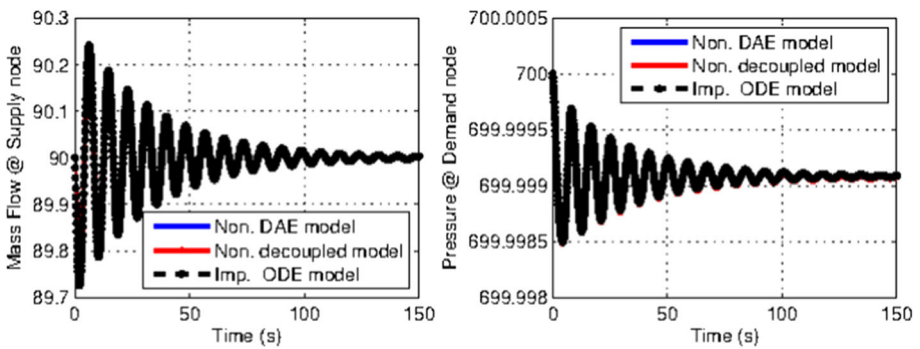 90.3
90.2
90.1
90
89.9
89.8
89.7
Mass Flow @ Supply node
Non. DAE model
Non. decoupled model
Imp. ODE model
0
50
100
150
Time (s)
700.0005
700
699.9995
699.999
699.9985
699.998
Pressure @ Demand node
Non. DAE model
Non. decoupled model
Imp. ODE model
0
50
100
150
Time (s)